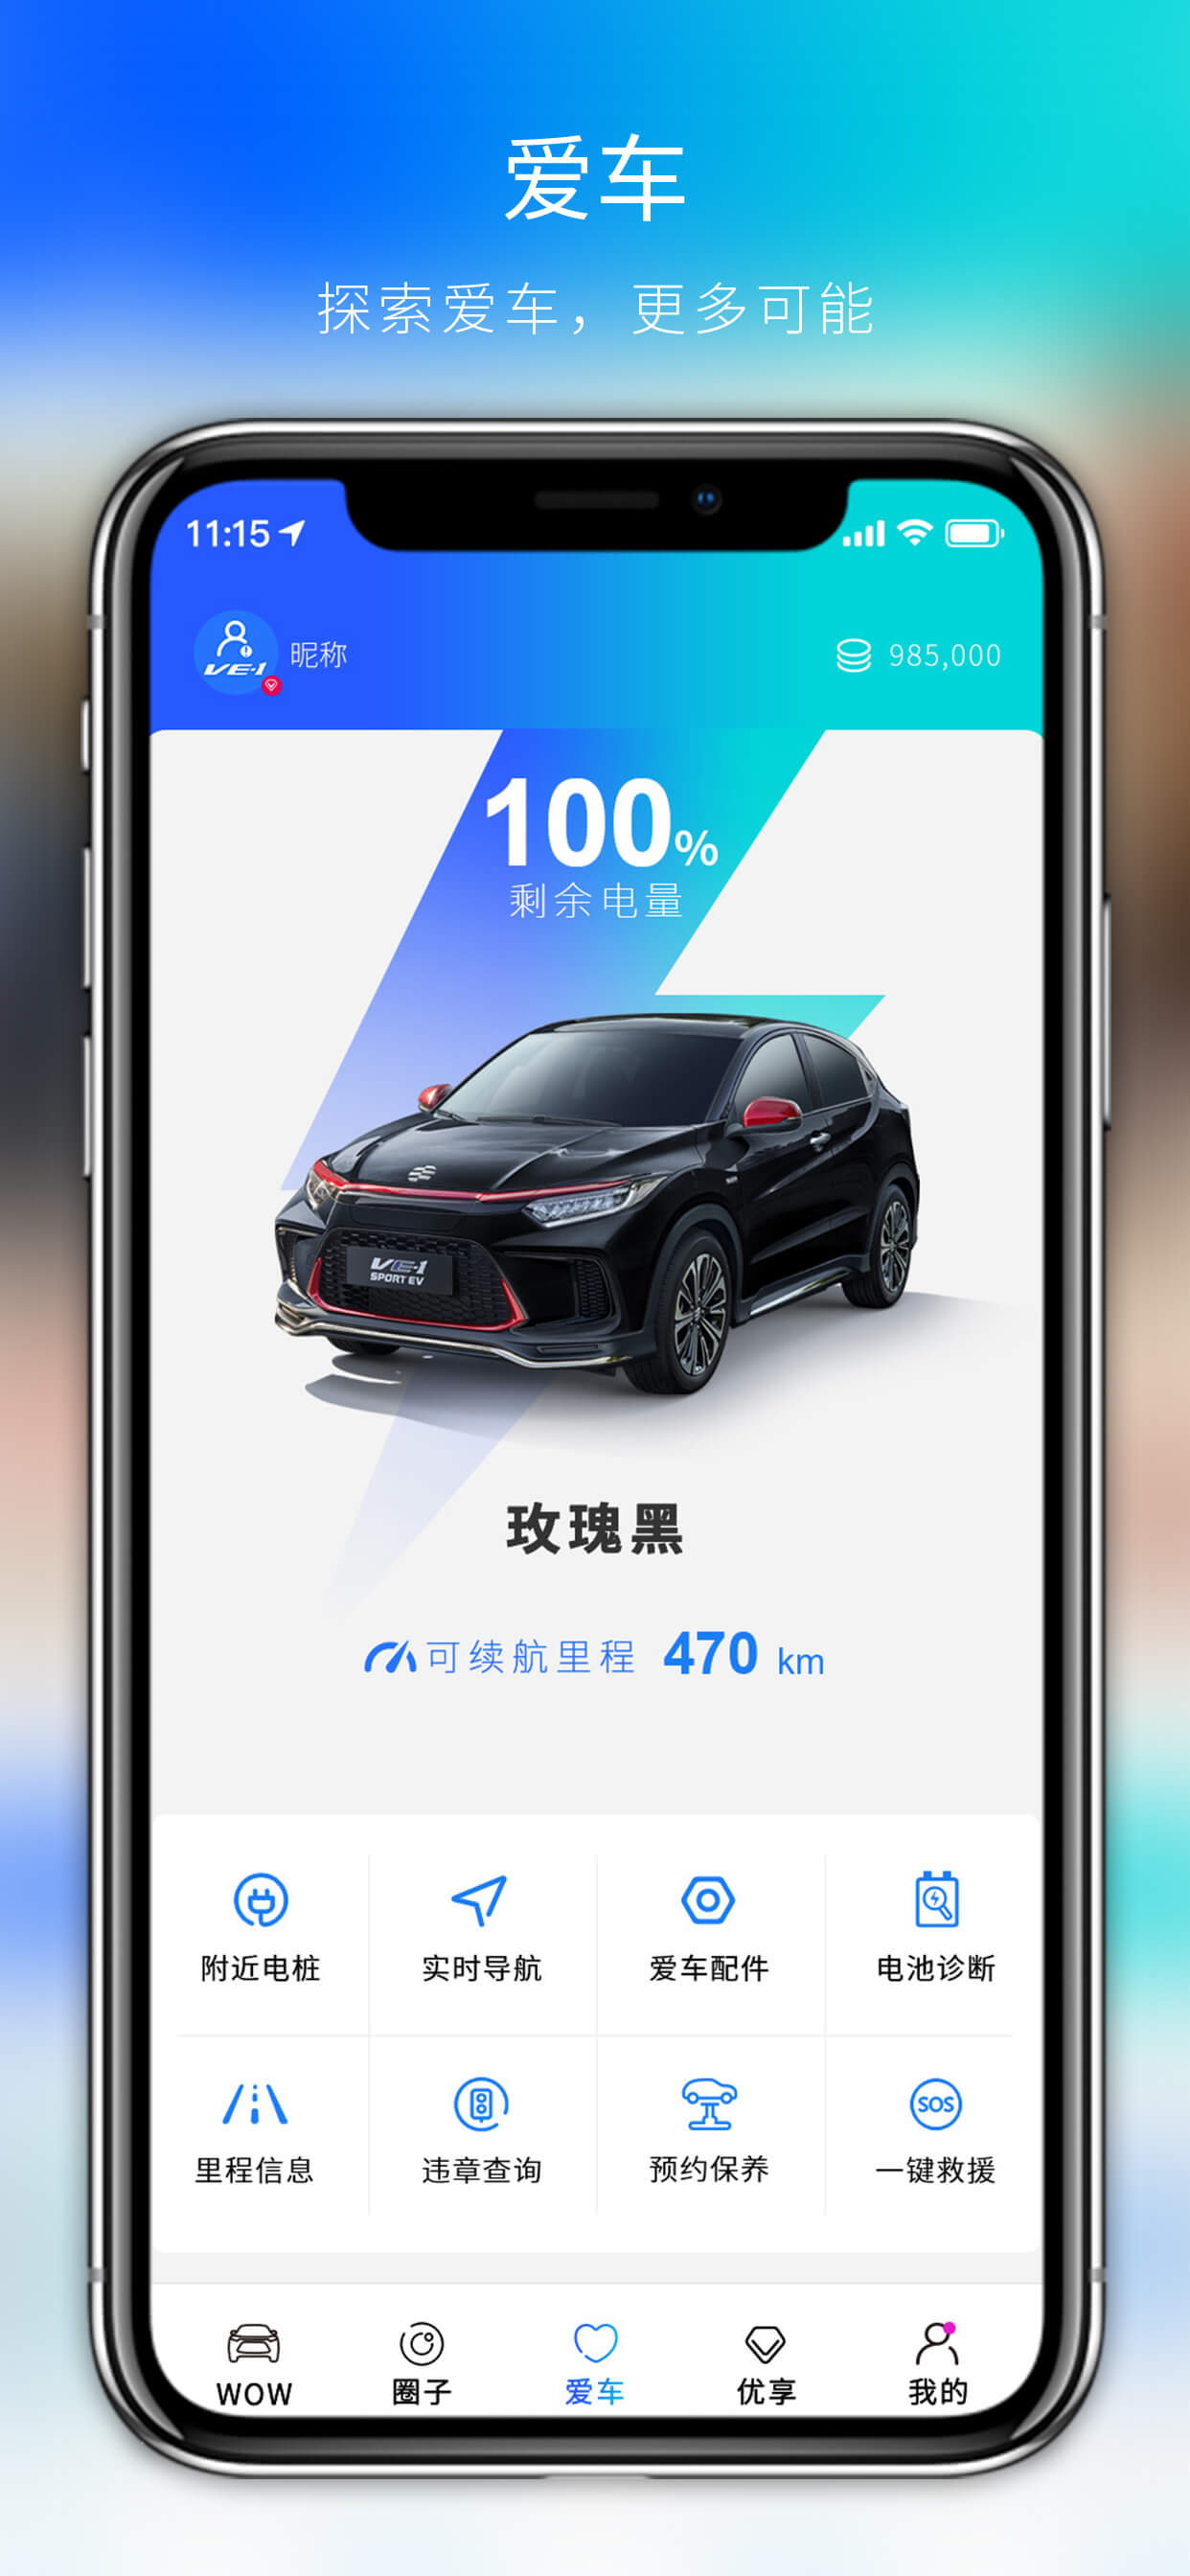 爱车
探索爱车，更多可能
11:15
VE-1
昵称
985,000
100%
剩余电量
VE-1
SPORT EV
玫瑰黑
可续航里程 470 km
附近电桩 实时导航 爱车配件 电池诊断
SOS
里程信息 违章查询 预约保养 一键救援
WOW 圈子 爱车 优享 我的